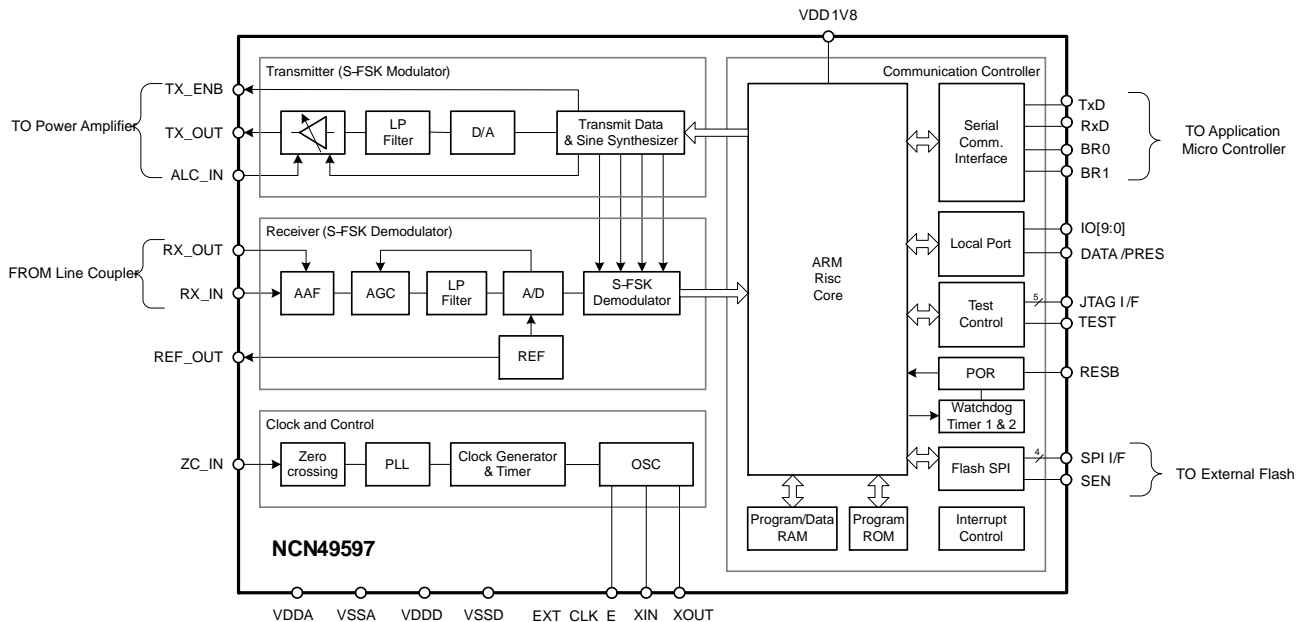 VDD1V8
Transmitter (S-FSK Modulator)
Communication Controller
TX_ENB
TO Power Amplifier
TX_OUT
ALC_IN
LP
Filter
D/A
Transmit Data
& Sine Synthesizer
Serial
Comm.
Interface
TxD
RxD
BR0
BR1
TO Application
Micro Controller
Receiver (S-FSK Demodulator)
RX_OUT
FROM Line Coupler
RX_IN
REF_OUT
AAF
AGC
LP
Filter
A/D
S-FSK
Demodulator
REF
ARM
Risc
Core
Local Port
IO[9:0]
DATA/PRES
Test
Control
5
JTAG I/F
TEST
POR
RESB
Watchdog
Timer 1 & 2
Clock and Control
ZC_IN
Zero
crossing
PLL
Clock Generator
& Timer
OSC
Flash SPI
4
SPI I/F
SEN
TO External Flash
Program/Data
RAM
Program
ROM
Interrupt
Control
NCN49597
VDDA
VSSA
VDDD
VSSD
EXT CLK E
XIN
XOUT